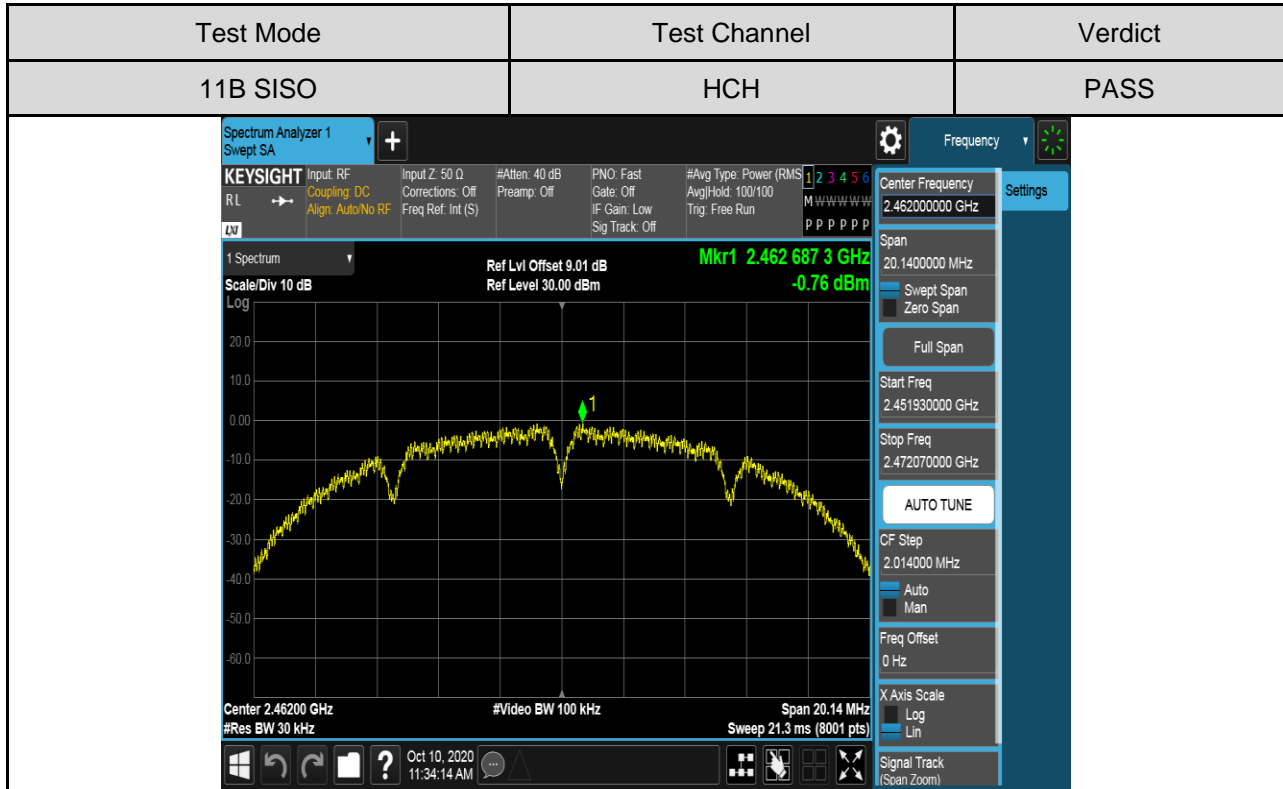 Test Mode Test Channel Verdict
11B SISO HCH PASS
Spectrum Analyzer 1
Swept SA
+
Frequency
KEYSIGHT Input: RF Input Z: 50 Ω #Atten: 40 dB PNO: Fast #Avg Type: Power (RMS 1 2 3 4 5 6
RL Coupling: DC Corrections: Off Preamp: Off Gate: Off Avg|Hold: 100/100 M W W W W W
Align: Auto/No RF Freq Ref: Int (S) IF Gain: Low Trig: Free Run
LXI Sig Track: Off P P P P P P
1 Spectrum
Scale/Div 10 dB
Ref Lvl Offset 9.01 dB
Ref Level 30.00 dBm
Mkr1 2.462 687 3 GHz
-0.76 dBm
Log
20.0
10.0
0.00
-10.0
-20.0
-30.0
-40.0
-50.0
-60.0
1
Center 2.46200 GHz #Video BW 100 kHz Span 20.14 MHz
#Res BW 30 kHz Sweep 21.3 ms (8001 pts)
Center Frequency
2.462000000 GHz
Settings
Span
20.1400000 MHz
Swept Span
Zero Span
Full Span
Start Freq
2.451930000 GHz
Stop Freq
2.472070000 GHz
AUTO TUNE
CF Step
2.014000 MHz
Auto
Man
Freq Offset
0 Hz
X Axis Scale
Log
Lin
Signal Track
(Span Zoom)
?
Oct 10, 2020
11:34:14 AM